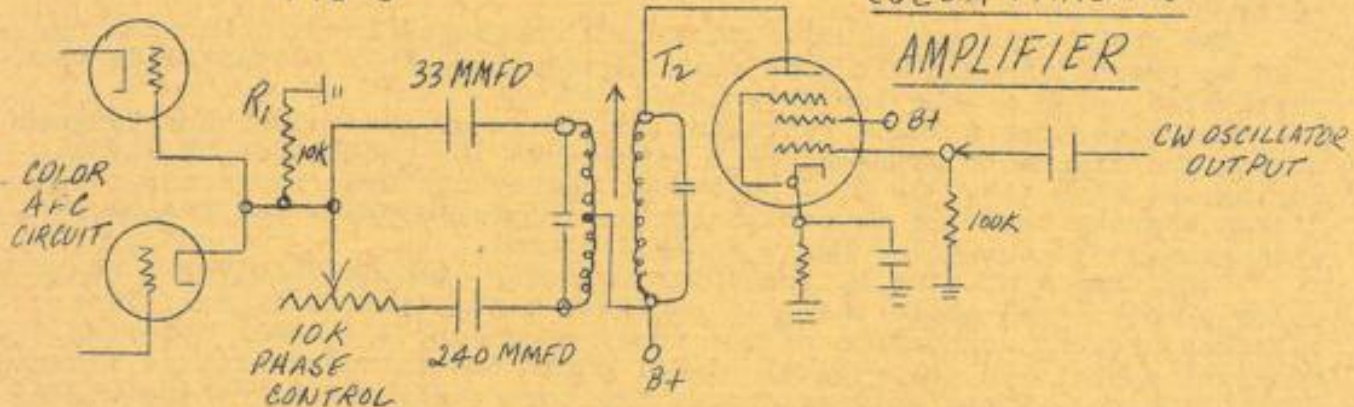 AMPLIFIER
T2
33 MMFD
R1
10K
B+
CW OSCILLATOR
OUTPUT
COLOR
AFC
CIRCUIT
100K
10K
PHASE
CONTROL
240 MMFD
B+